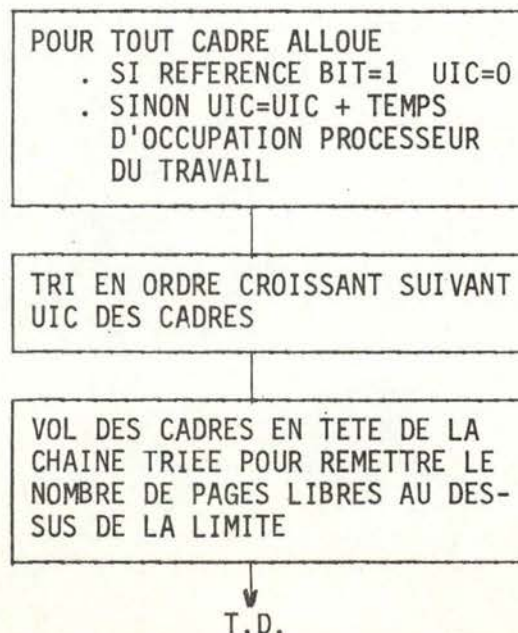 POUR TOUT CADRE ALLOUE
. SI REFERENCE BIT=1 UIC=0
. SINON UIC=UIC + TEMPS
D'OCCUPATION PROCESSEUR
DU TRAVAIL
TRI EN ORDRE CROISSANT SUIVANT
UIC DES CADRES
VOL DES CADRES EN TETE DE LA
CHAINE TRIEE POUR REMETTRE LE
NOMBRE DE PAGES LIBRES AU DES-
SUS DE LA LIMITE
T.D.